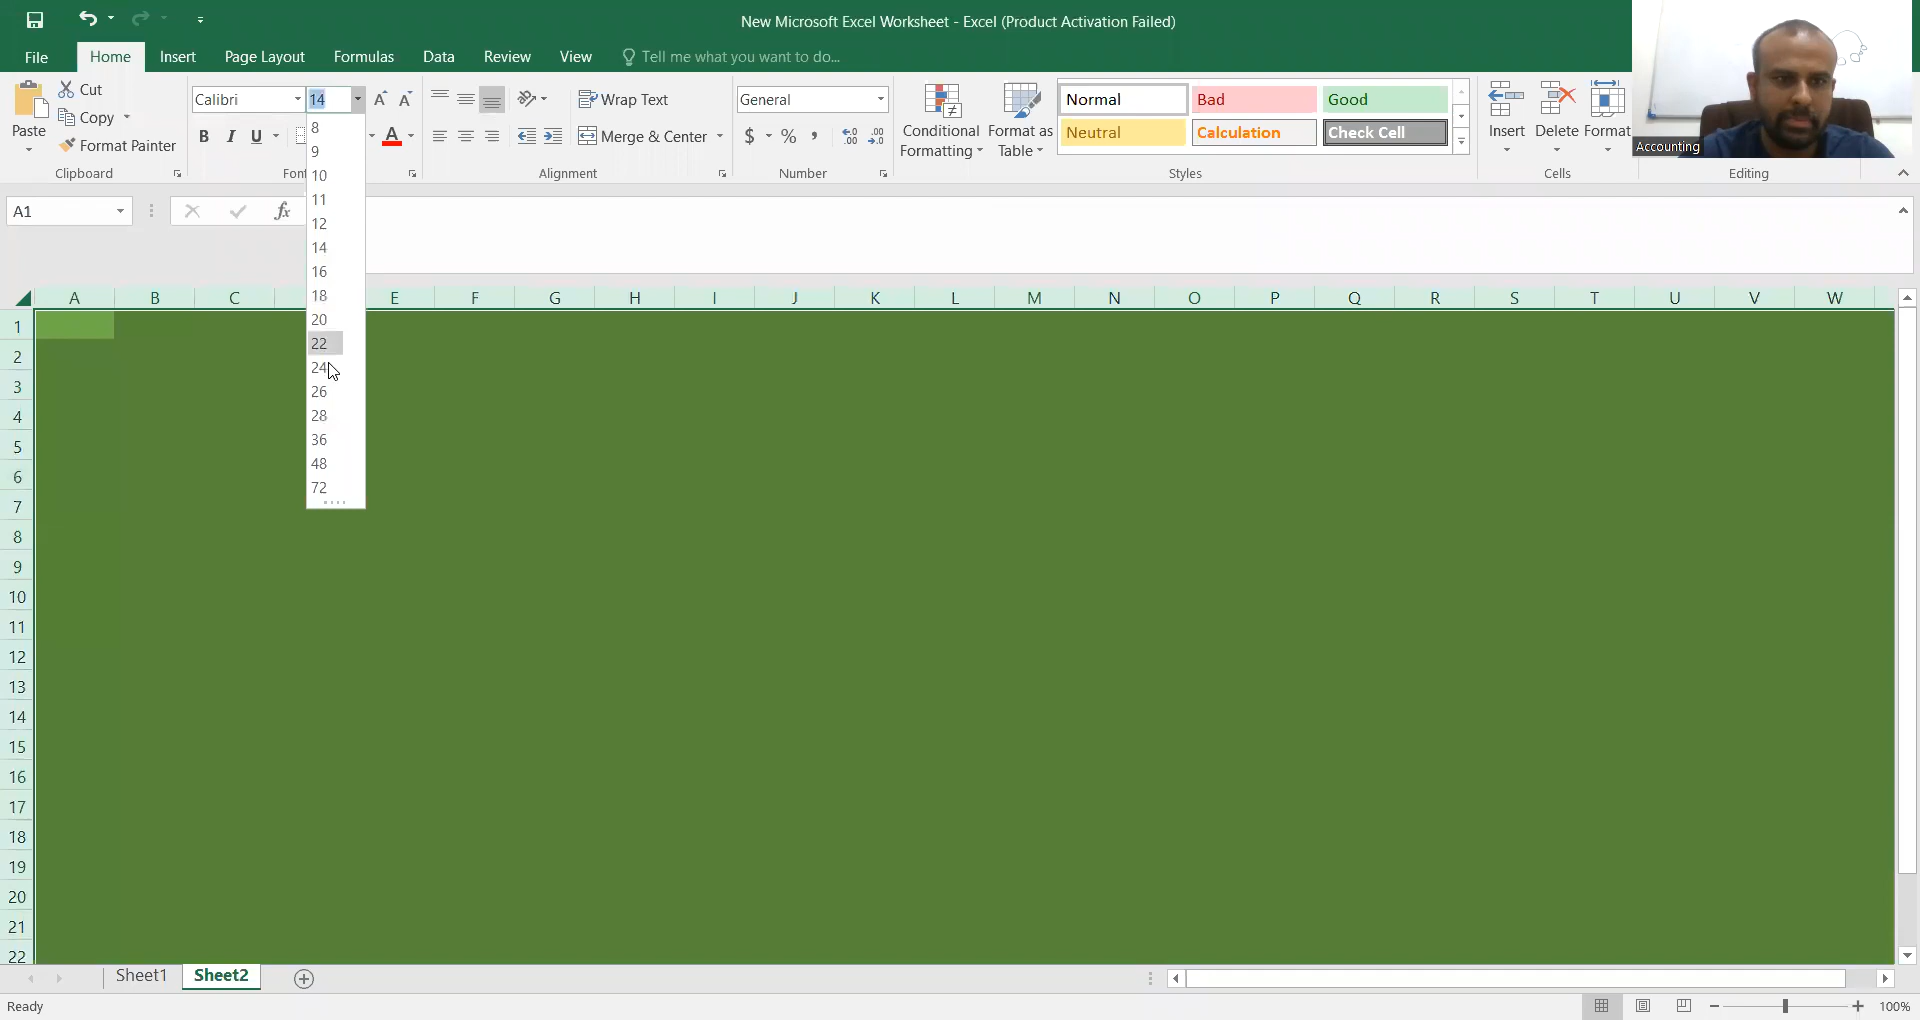 New Microsoft Excel Worksheet - Excel (Product Activation Failed)
File Home Insert Page Layout Formulas Data Review View Tell me what you want to do...
Paste
Cut
Copy
Format Painter
Clipboard
Calibri 14
B I U A
Font
Wrap Text
Merge & Center
Alignment
General
$ % ,
Number
Conditional Formatting
Format as Table
Normal Bad Good
Neutral Calculation Check Cell
Styles
Insert Delete Format
Cells
Editing
Accounting
A1 fx
8
9
10
11
12
14
16
18
20
22
24
26
28
36
48
72
A B C E F G H I J K L M N O P Q R S T U V W
1
2
3
4
5
6
7
8
9
10
11
12
13
14
15
16
17
18
19
20
21
22
Sheet1 Sheet2
Ready 100%